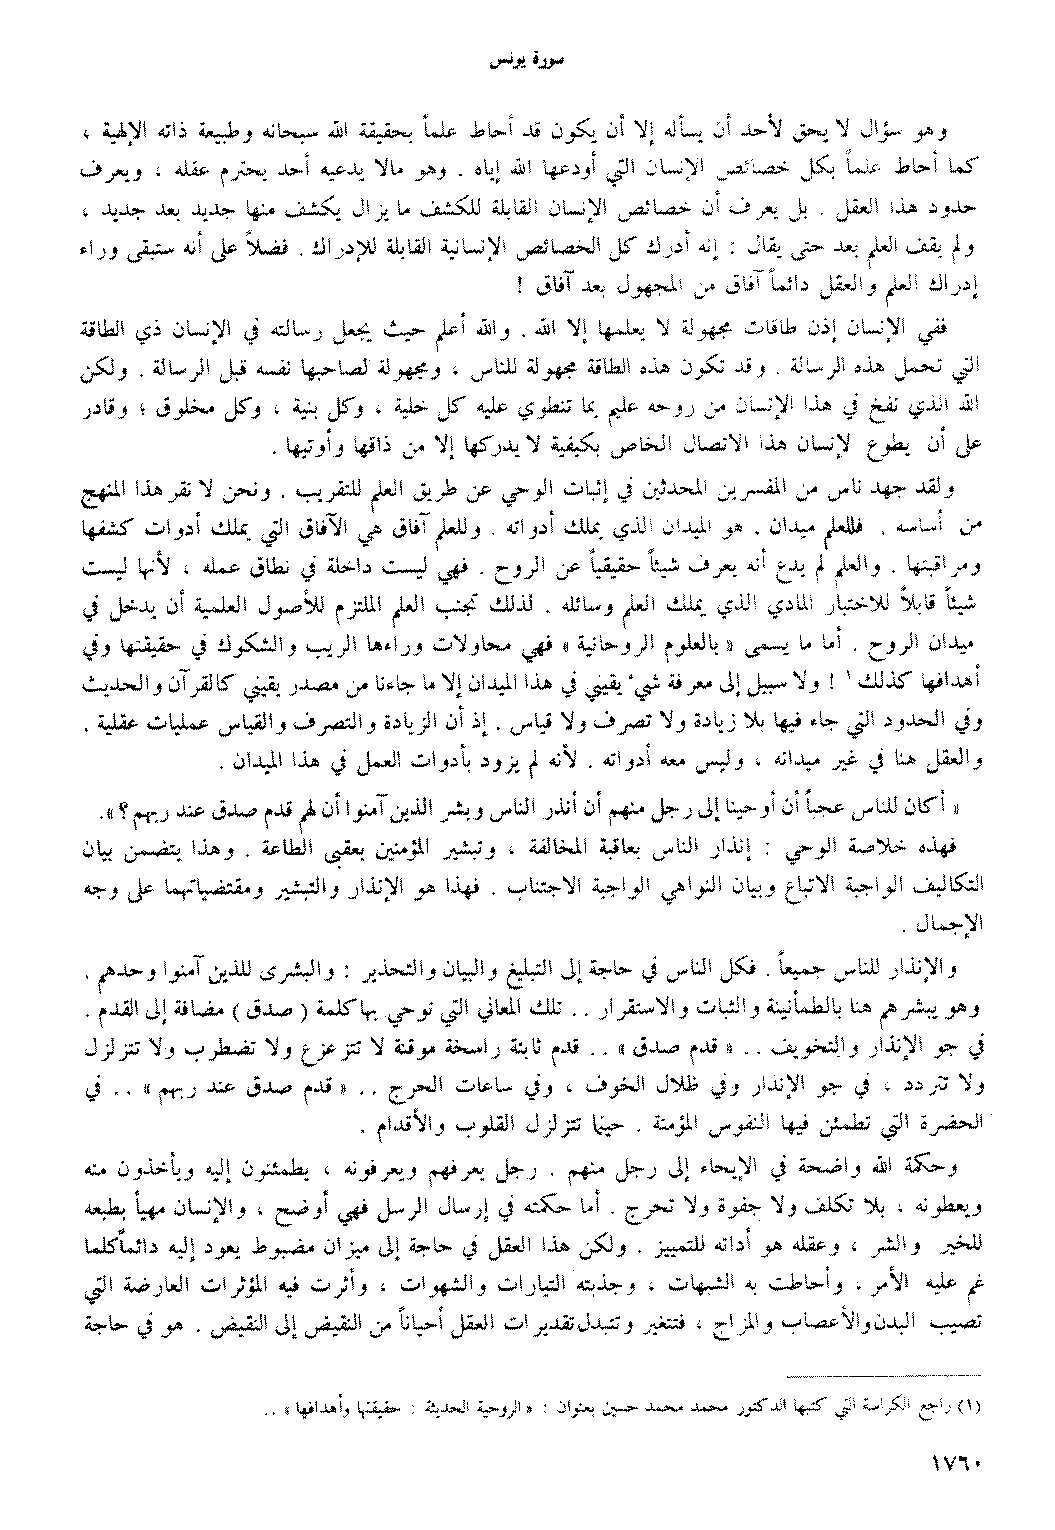 سورة يونس
وهو سؤال لا يحق لأحد أن يسأله إلا أن يكون قد أحاط علماً بحقيقة الله سبحانه وطبيعة ذاته الإلهية ،
كما أحاط علماً بكل خصائص الإنسان التي أودعها الله إياه . وهو مالا يدعيه أحد يحترم عقله ، ويعرف
حدود هذا العقل . بل يعرف أن خصائص الإنسان القابلة للكشف ما يزال يكشف منها جديد بعد جديد ،
ولم يقف العلم بعد حتى يقال : إنه أدرك كل الخصائص الإنسانية القابلة للإدراك . فضلاً على أنه ستبقى وراء
إدراك العلم والعقل دائماً آفاق من المجهول بعد آفاق !
ففي الإنسان إذن طاقات مجهولة لا يعلمها إلا الله . والله أعلم حيث يجعل رسالته في الإنسان ذي الطاقة
التي تحمل هذه الرسالة . وقد تكون هذه الطاقة مجهولة للناس ، ومجهولة لصاحبها نفسه قبل الرسالة . ولكن
الله الذي نفخ في هذا الإنسان من روحه عليم بما تنطوي عليه كل خلية ، وكل بنية ، وكل مخلوق ؛ وقادر
على أن يطوع لإنسان هذا الاتصال الخاص بكيفية لا يدركها إلا من ذاقها وأوتيها .
ولقد جهد ناس من المفسرين المحدثين في إثبات الوحي عن طريق العلم للتقريب . ونحن لا نقر هذا المنهج
من أساسه . فللعلم ميدان . هو الميدان الذي يملك أدواته . وللعلم آفاق هي الآفاق التي يملك أدوات كشفها
ومراقبتها . والعلم لم يدع أنه يعرف شيئاً حقيقياً عن الروح . فهي ليست داخلة في نطاق عمله ، لأنها ليست
شيئاً قابلاً للاختبار المادي الذي يملك العلم وسائله . لذلك تجنب العلم الملتزم للأصول العلمية أن يدخل في
ميدان الروح . أما ما يسمى « بالعلوم الروحانية » فهي محاولات وراءها الريب والشكوك في حقيقتها وفي
أهدافها كذلك ١ ! ولا سبيل إلى معرفة شيء يقيني في هذا الميدان إلا ما جاءنا من مصدر يقيني كالقرآن والحديث
وفي الحدود التي جاء فيها بلا زيادة ولا تصرف ولا قياس . إذ أن الزيادة والتصرف والقياس عمليات عقلية .
والعقل هنا في غير ميدانه ، وليس معه أدواته . لأنه لم يزود بأدوات العمل في هذا الميدان .
« أكان للناس عجباً أن أوحينا إلى رجل منهم أن أنذر الناس وبشر الذين آمنوا أن لهم قدم صدق عند ربهم ؟ ».
فهذه خلاصة الوحي : إنذار الناس بعاقبة المخالفة ، وتبشير المؤمنين بعقبى الطاعة . وهذا يتضمن بيان
التكاليف الواجبة الاتباع وبيان النواهي الواجبة الاجتناب . فهذا هو الإنذار والتبشير ومقتضياتهما على وجه
الإجمال .
والإنذار للناس جميعاً . فكل الناس في حاجة إلى التبليغ والبيان والتحذير : والبشرى للذين آمنوا وحدهم .
وهو يبشرهم هنا بالطمأنينة والثبات والاستقرار .. تلك المعاني التي توحي بها كلمة ( صدق ) مضافة إلى القدم .
في جو الإنذار والتخويف .. « قدم صدق » .. قدم ثابتة راسخة موقنة لا تتزعزع ولا تضطرب ولا تتزلزل
ولا تتردد ، في جو الإنذار وفي ظلال الخوف ، وفي ساعات الحرج .. « قدم صدق عند ربهم » .. في
الحضرة التي تطمئن فيها النفوس المؤمنة . حينما تتزلزل القلوب والأقدام .
وحكمة الله واضحة في الإيحاء إلى رجل منهم . رجل يعرفهم ويعرفونه ، يطمئنون إليه ويأخذون منه
ويعطونه ، بلا تكلف ولا جفوة ولا تحرج . أما حكمته في إرسال الرسل فهي أوضح ، والإنسان مهيأ بطبعه
للخير والشر ، وعقله هو أداته للتمييز . ولكن هذا العقل في حاجة إلى ميزان مضبوط يعود إليه دائماً كلما
غم عليه الأمر ، وأحاطت به الشبهات ، وجذبته التيارات والشهوات ، وأثرت فيه المؤثرات العارضة التي
تصيب البدن والأعصاب والمزاج ، فتتغير وتتبدل تقديرات العقل أحياناً من النقيض إلى النقيض . هو في حاجة
(١) راجع الكراسة التي كتبها الدكتور محمد محمد حسين بعنوان : « الروحية الحديثة : حقيقتها وأهدافها » ..
١٧٦٠